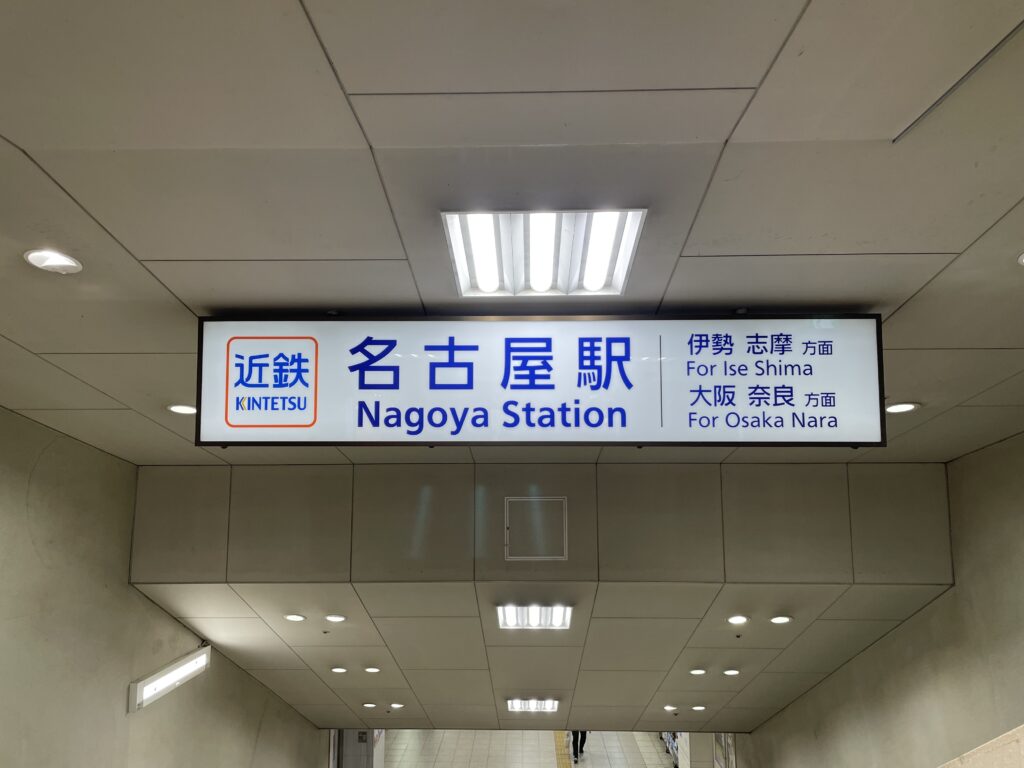 近鉄
KINTETSU
名古屋駅
Nagoya Station
伊勢 志摩 方面
For Ise Shima
大阪 奈良 方面
For Osaka Nara